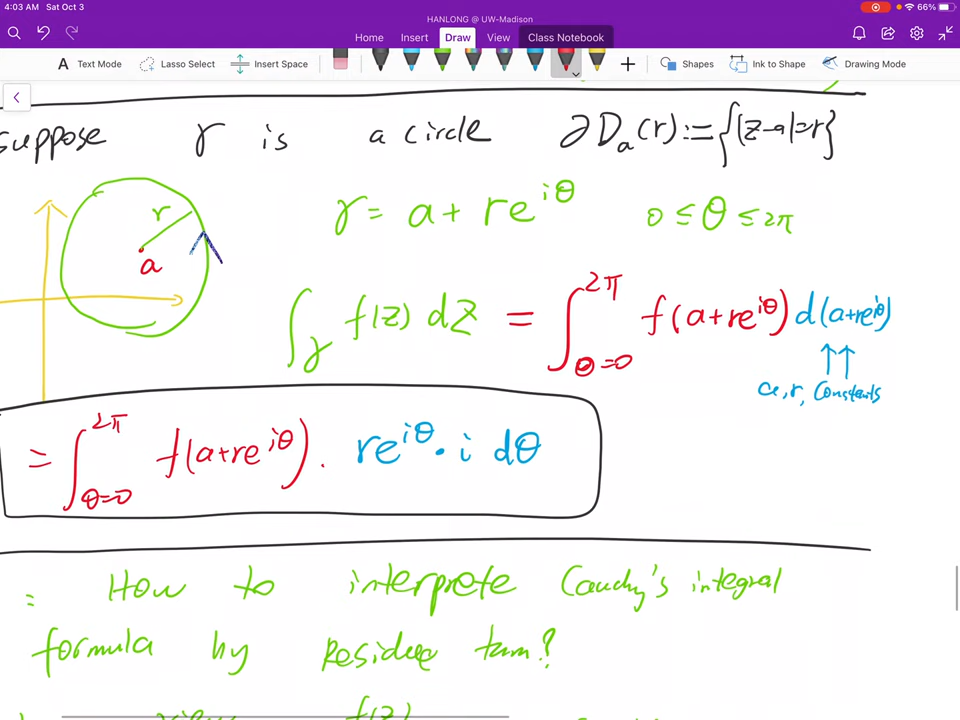 4:03 AM Sat Oct 3
66%
HANLONG @ UW-Madison
Home Insert Draw View Class Notebook
Text Mode Lasso Select Insert Space Shapes Ink to Shape Drawing Mode
suppose γ is a circle ∂D_a(r):={|z-a|=r}
r
a
γ = a + re^{iθ} 0 ≤ θ ≤ 2π
∫_γ f(z) dz = ∫_{θ=0}^{2π} f(a+re^{iθ}) d(a+re^{iθ})
↑↑
a, r, constants
= ∫_{θ=0}^{2π} f(a+re^{iθ}) · re^{iθ} · i dθ
= How to interprete Cauchy's integral
formula by Residue
f(z)